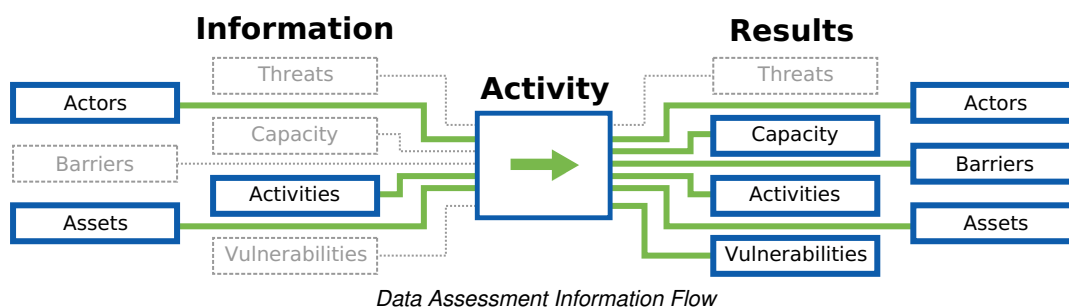 Information
Results
Threats
Threats
Activity
Actors
Actors
Capacity
Capacity
Barriers
Barriers
Activities
Activities
Assets
Assets
Vulnerabilities
Vulnerabilities
Data Assessment Information Flow